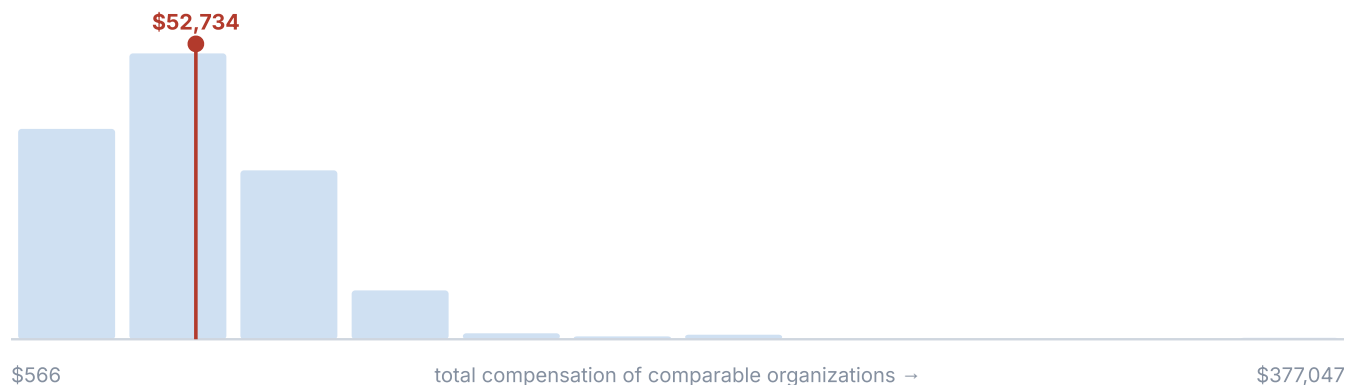 $52,734
$566 total compensation of comparable organizations → $377,047